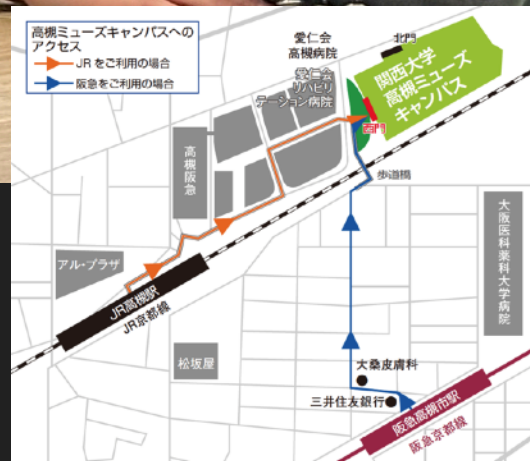 高槻ミューズキャンパスへの
アクセス
JRをご利用の場合
阪急をご利用の場合
愛仁会
高槻病院
北門
愛仁会
リハビリ
テーション病院
関西大学
高槻ミューズ
キャンパス
西門
高槻阪急
歩道橋
大阪医科薬科大学病院
アル・プラザ
JR高槻駅
JR京都線
松坂屋
大桑皮膚科
三井住友銀行
阪急高槻市駅
阪急京都線